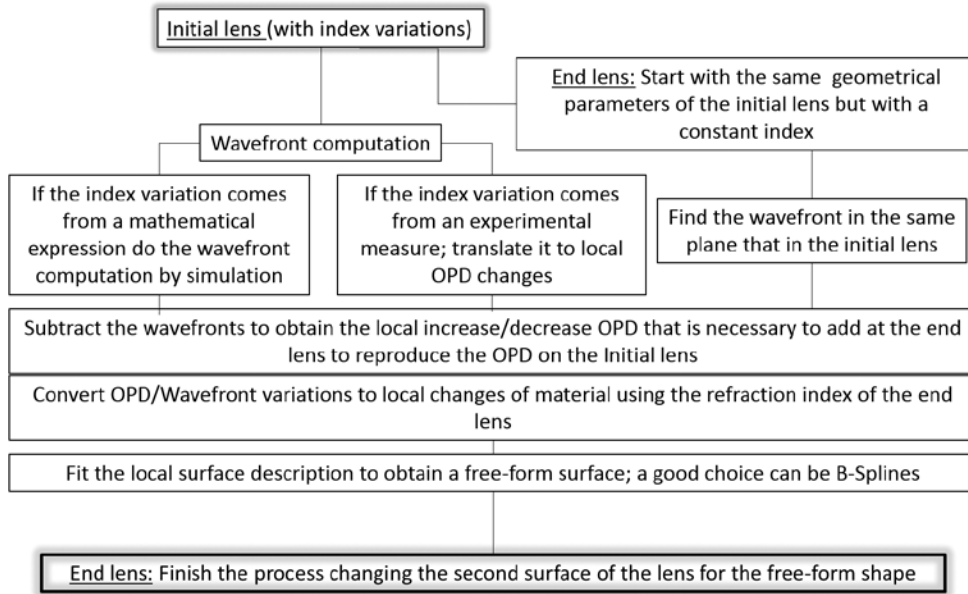 Initial lens (with index variations)
End lens: Start with the same geometrical
parameters of the initial lens but with a
constant index
Wavefront computation
If the index variation comes
from a mathematical
expression do the wavefront
computation by simulation
If the index variation comes
from an experimental
measure; translate it to local
OPD changes
Find the wavefront in the same
plane that in the initial lens
Subtract the wavefronts to obtain the local increase/decrease OPD that is necessary to add at the end
lens to reproduce the OPD on the Initial lens
Convert OPD/Wavefront variations to local changes of material using the refraction index of the end
lens
Fit the local surface description to obtain a free-form surface; a good choice can be B-Splines
End lens: Finish the process changing the second surface of the lens for the free-form shape